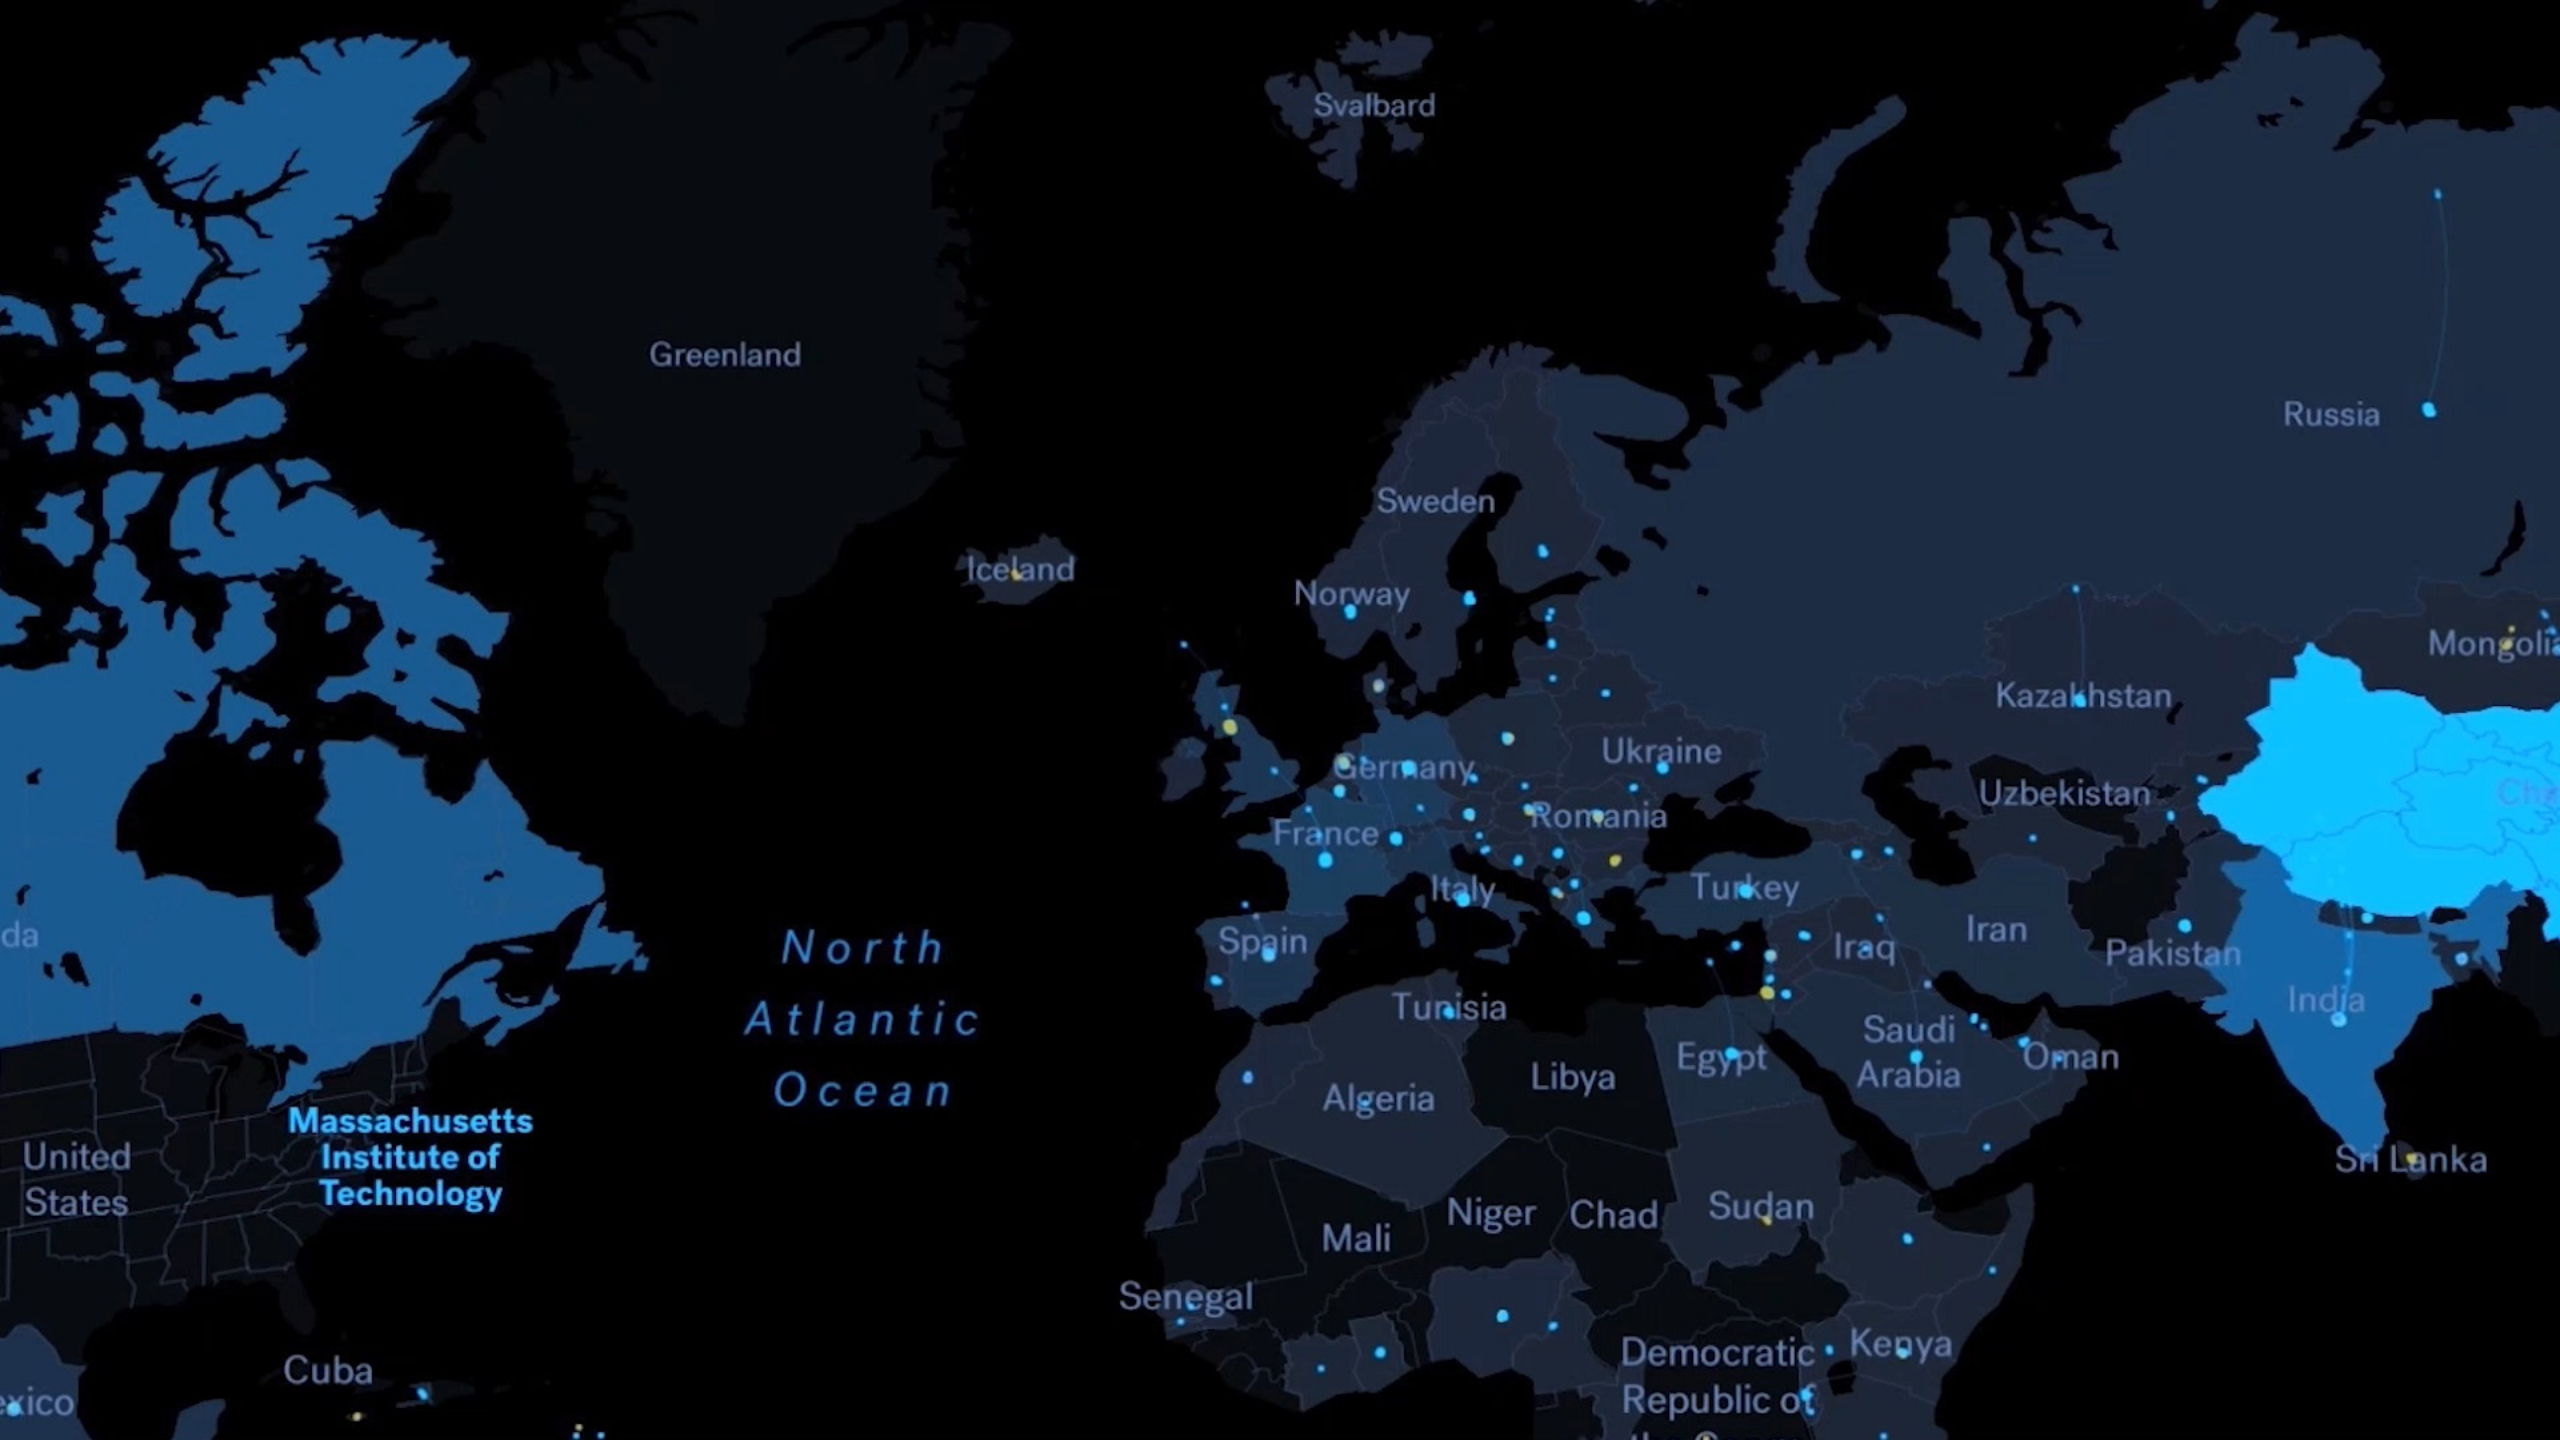 Svalbard
Greenland
Russia
Sweden
Iceland
Norway
Mongolia
Kazakhstan
Ukraine
Germany
Uzbekistan
Romania
France
Turkey
Italy
da
Iran
Spain
Iraq
Pakistan
North
Atlantic
Ocean
India
Tunisia
Saudi
Arabia
Egypt
Oman
Libya
Algeria
Massachusetts
Institute of
Technology
United
States
Sri Lanka
Sudan
Niger
Chad
Mali
Senegal
Kenya
Democratic
Republic of
Cuba
exico